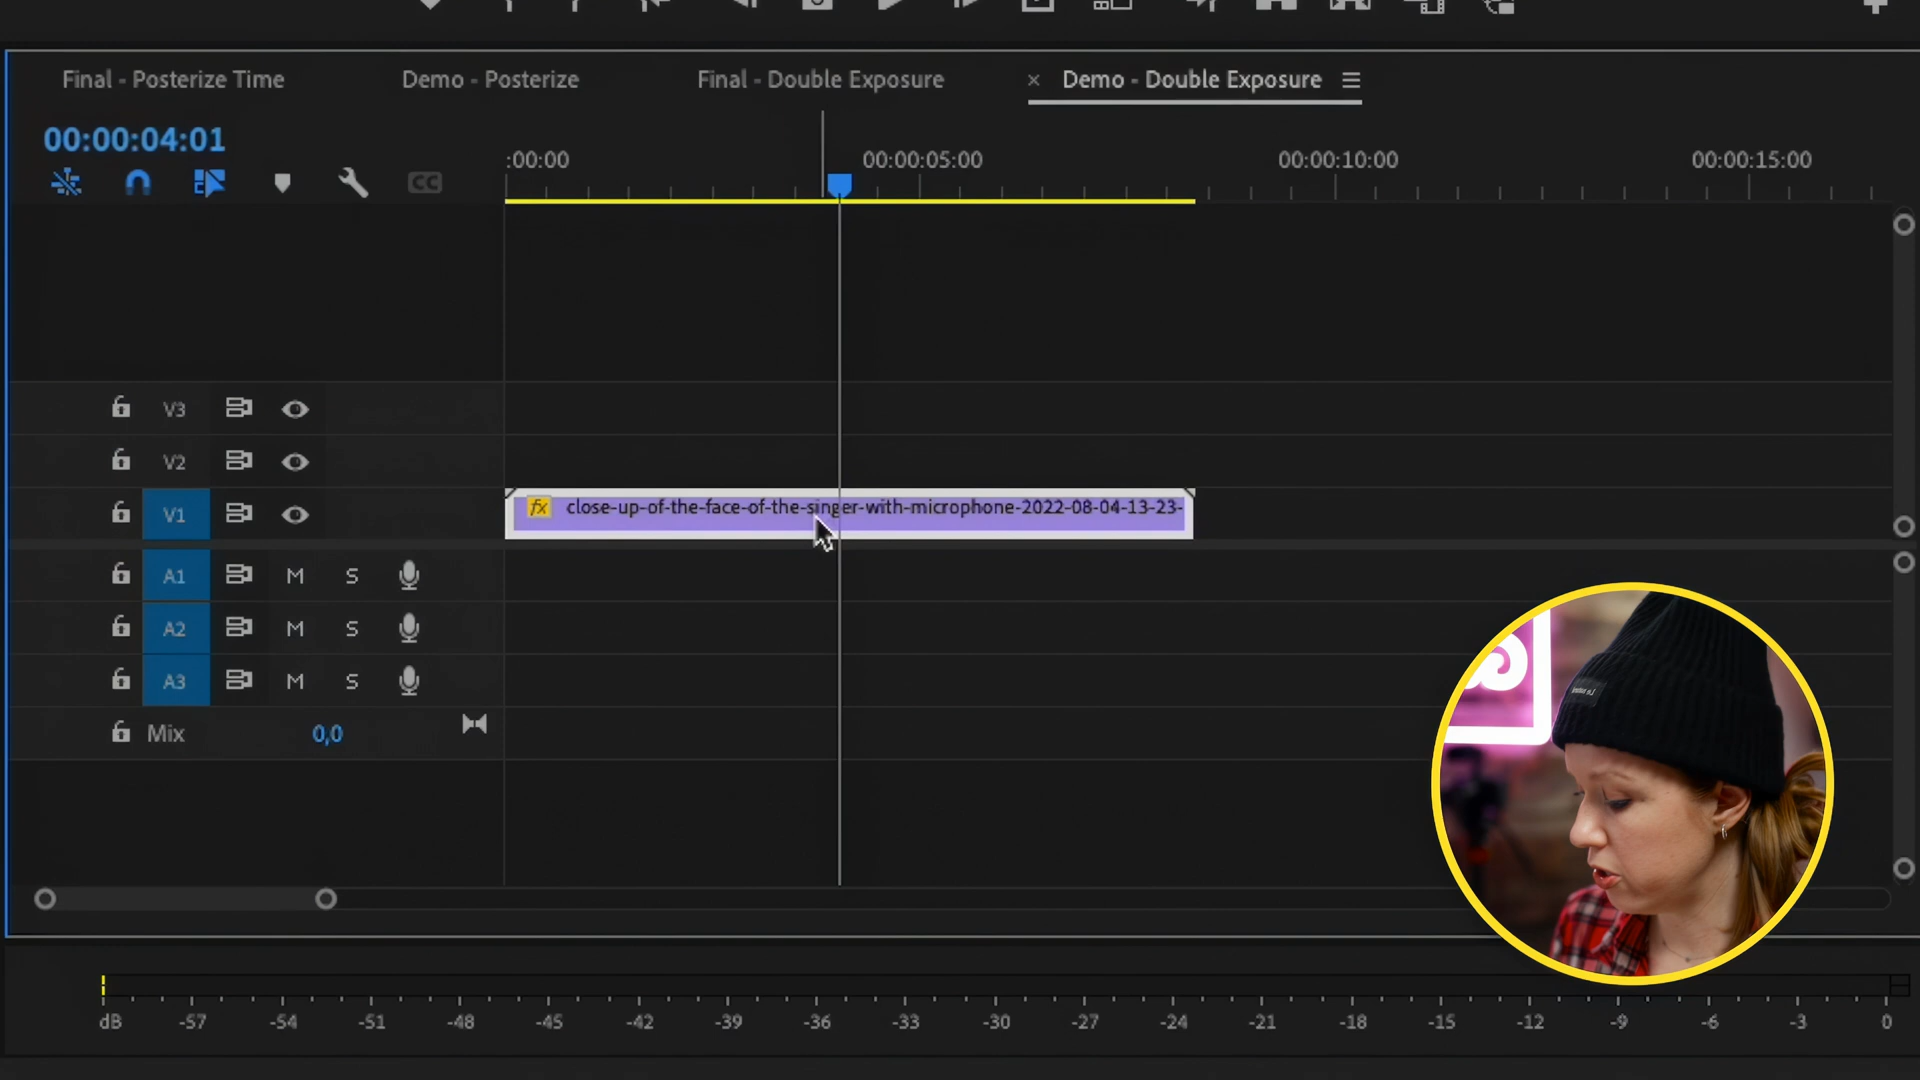 Final - Posterize Time
Demo - Posterize
Final - Double Exposure
× Demo - Double Exposure
00:00:04:01
:00:00
00:00:05:00
00:00:10:00
00:00:15:00
CC
V3
V2
V1
fx close-up-of-the-face-of-the-singer-with-microphone-2022-08-04-13-23-
A1 M S
A2 M S
A3 M S
Mix 0,0
dB -57 -54 -51 -48 -45 -42 -39 -36 -33 -30 -27 -24 -21 -18 -15 -12 -9 -6 -3 0